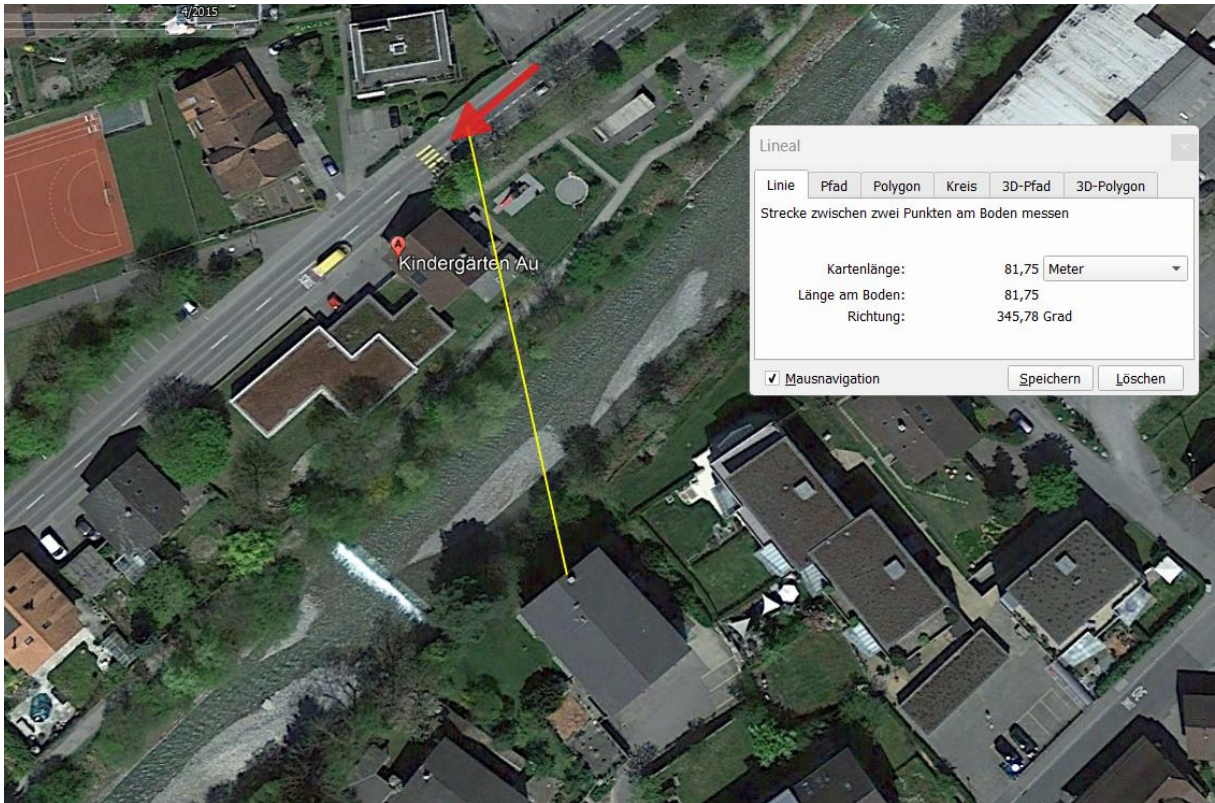 4/2015
Lineal
Linie Pfad Polygon Kreis 3D-Pfad 3D-Polygon
Strecke zwischen zwei Punkten am Boden messen
A
Kindergärten Au
Kartenlänge: 81,75 Meter
Länge am Boden: 81,75
Richtung: 345,78 Grad
Mausnavigation Speichern Löschen